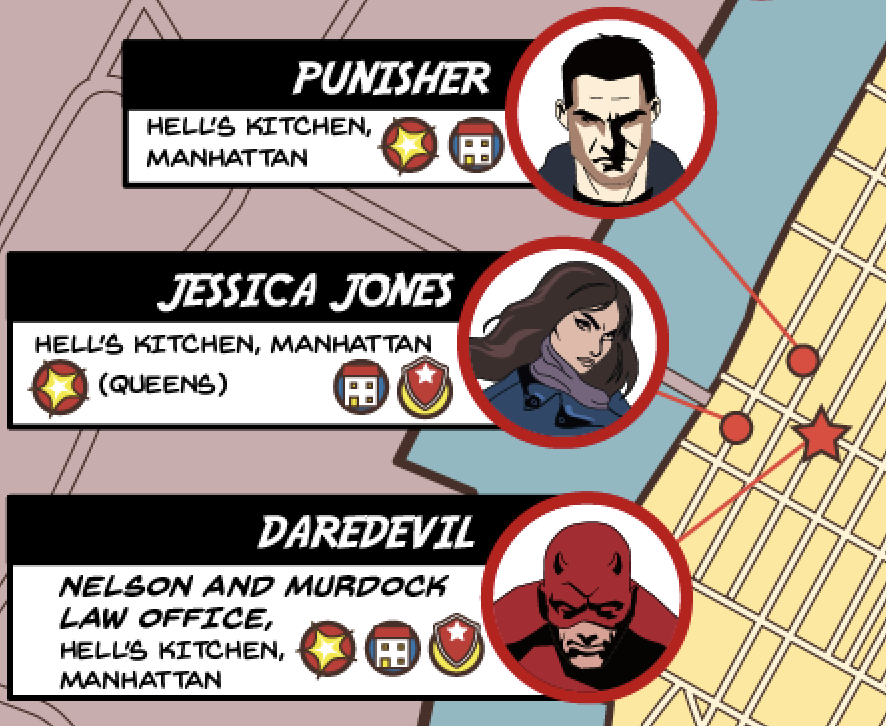 PUNISHER
HELL'S KITCHEN,
MANHATTAN
JESSICA JONES
HELL'S KITCHEN, MANHATTAN
(QUEENS)
DAREDEVIL
NELSON AND MURDOCK
LAW OFFICE,
HELL'S KITCHEN,
MANHATTAN